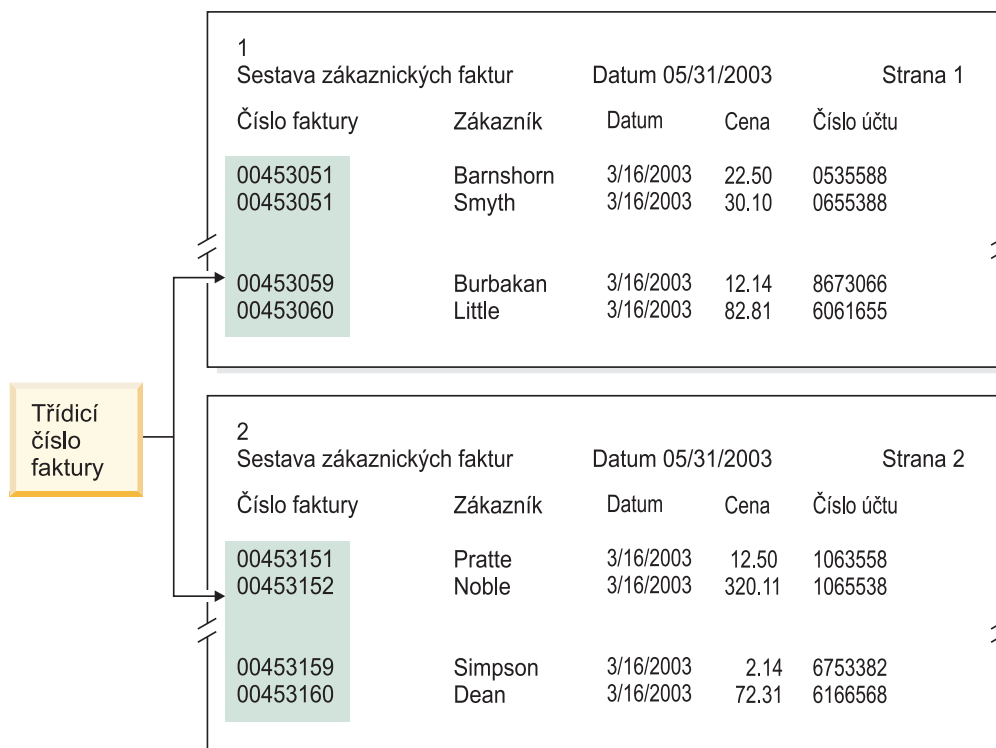 1
Sestava zákaznických faktur Datum 05/31/2003 Strana 1
Číslo faktury Zákazník Datum Cena Číslo účtu
00453051 Barnshorn 3/16/2003 22.50 0535588
00453051 Smyth 3/16/2003 30.10 0655388
00453059 Burbakan 3/16/2003 12.14 8673066
00453060 Little 3/16/2003 82.81 6061655
Třídicí
číslo
faktury
2
Sestava zákaznických faktur Datum 05/31/2003 Strana 2
Číslo faktury Zákazník Datum Cena Číslo účtu
00453151 Pratte 3/16/2003 12.50 1063558
00453152 Noble 3/16/2003 320.11 1065538
00453159 Simpson 3/16/2003 2.14 6753382
00453160 Dean 3/16/2003 72.31 6166568